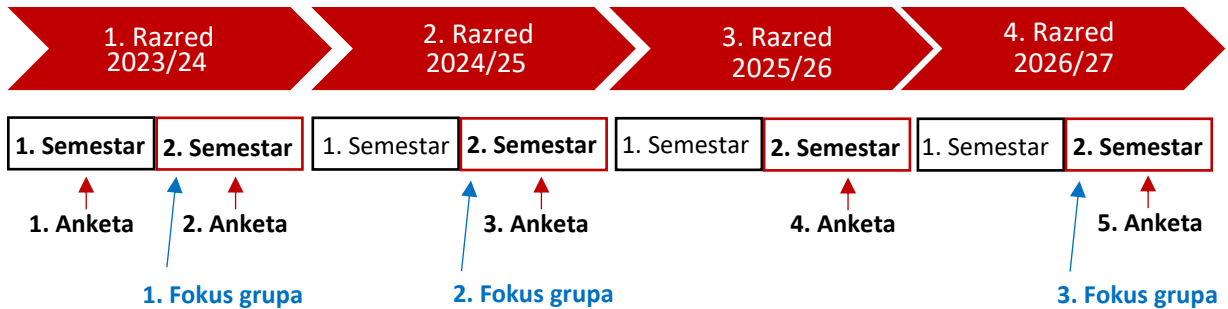 1. Razred
2023/24
2. Razred
2024/25
3. Razred
2025/26
4. Razred
2026/27
1. Semestar
2. Semestar
1. Semestar
2. Semestar
1. Semestar
2. Semestar
1. Semestar
2. Semestar
1. Anketa
2. Anketa
3. Anketa
4. Anketa
5. Anketa
1. Fokus grupa
2. Fokus grupa
3. Fokus grupa